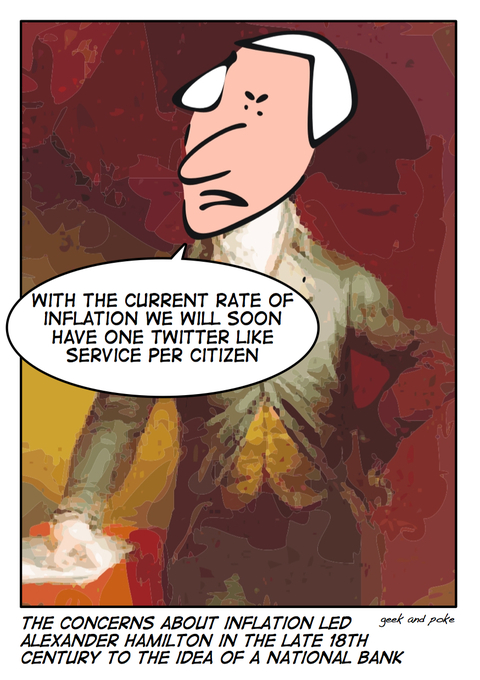 WITH THE CURRENT RATE OF
INFLATION WE WILL SOON
HAVE ONE TWITTER LIKE
SERVICE PER CITIZEN
THE CONCERNS ABOUT INFLATION LED
ALEXANDER HAMILTON IN THE LATE 18TH
CENTURY TO THE IDEA OF A NATIONAL BANK
geek and poke